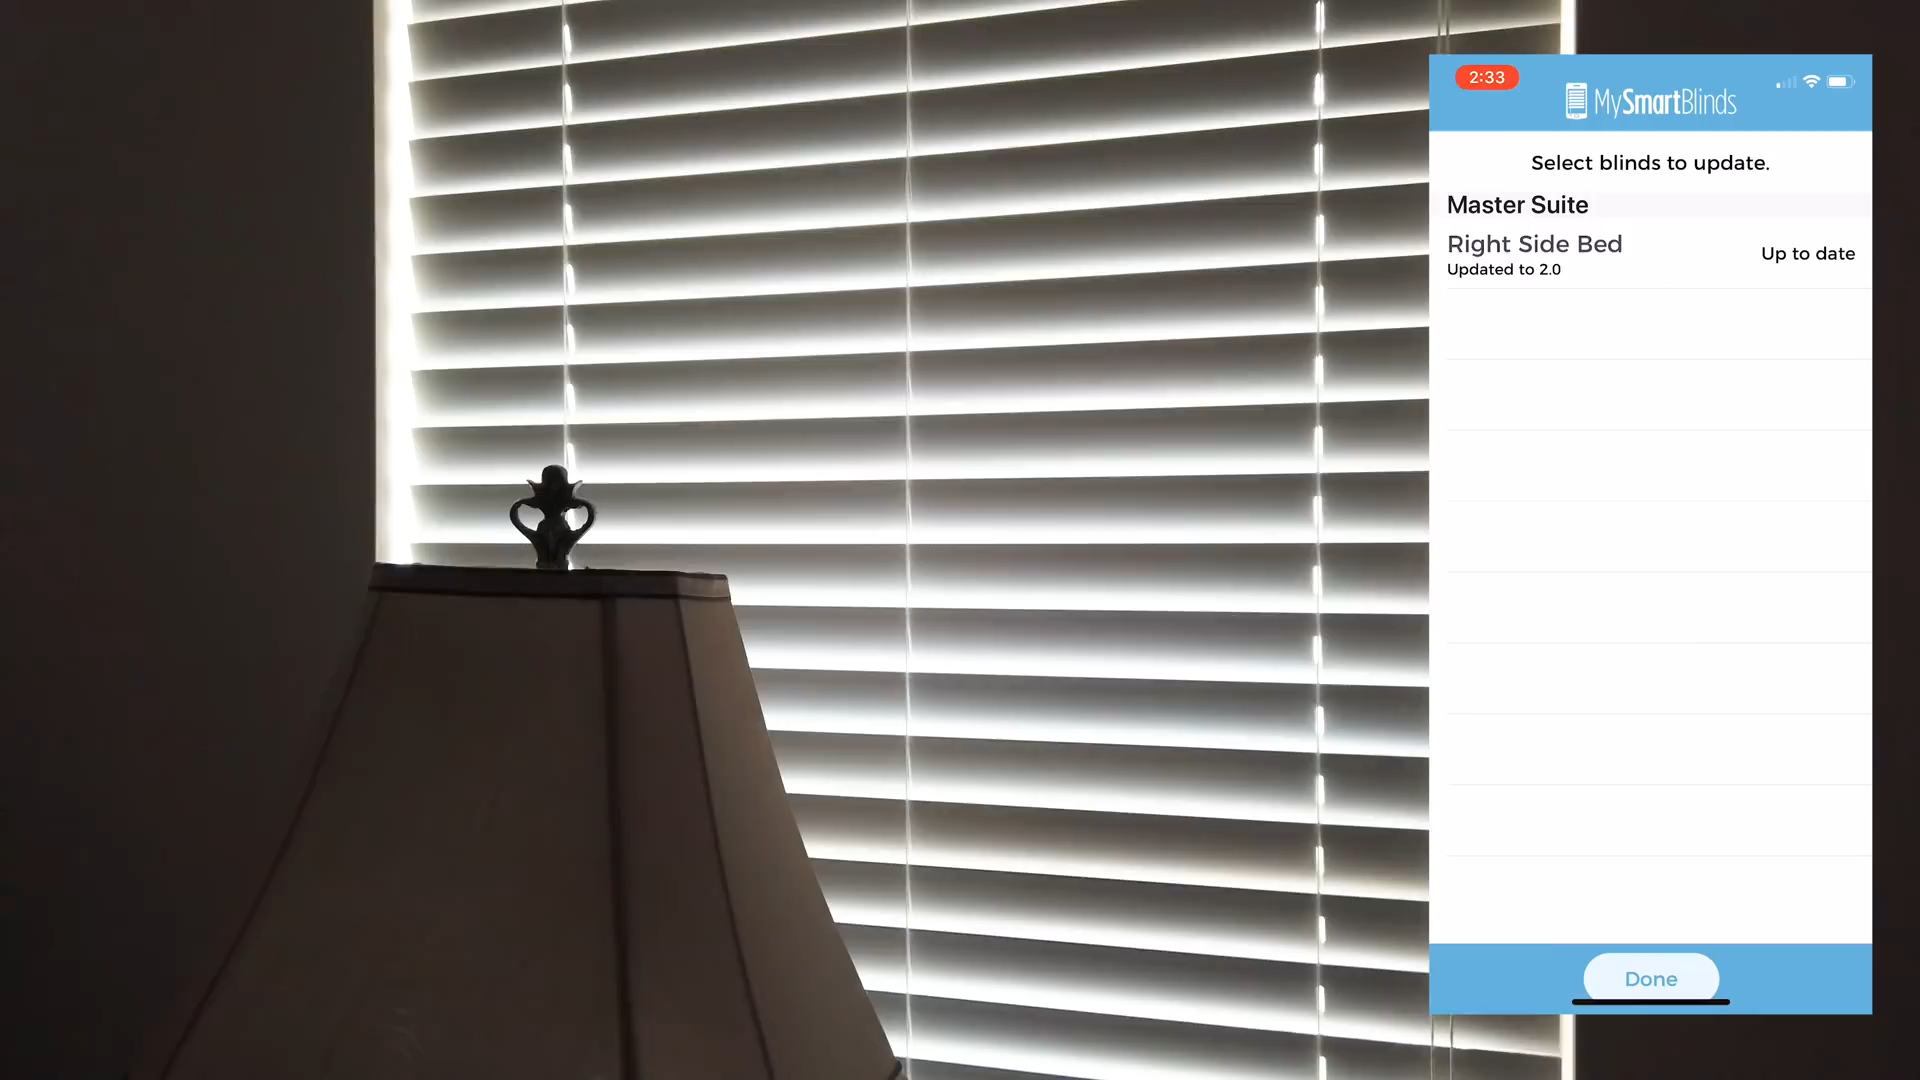 2:33
MySmartBlinds
Select blinds to update.
Master Suite
Right Side Bed
Updated to 2.0
Up to date
Done